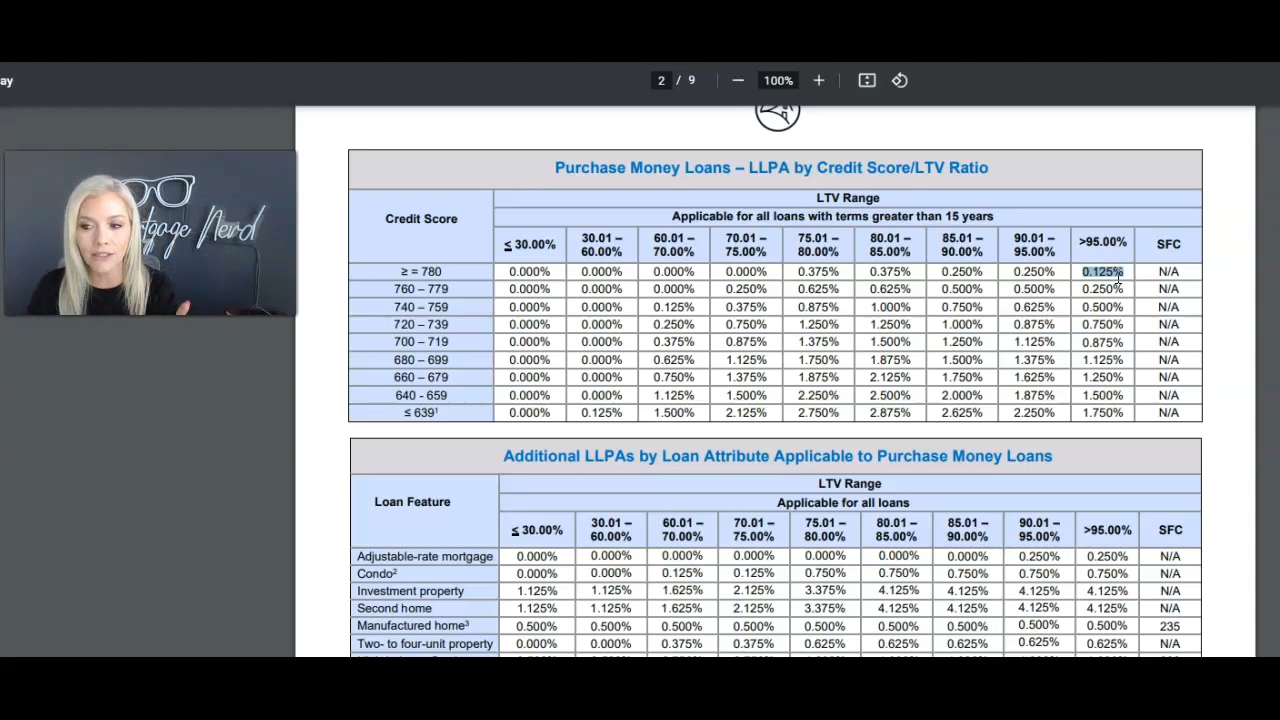 ay
2 / 9
100%
Mortgage Nerd
Purchase Money Loans – LLPA by Credit Score/LTV Ratio
Credit Score
LTV Range
Applicable for all loans with terms greater than 15 years
≤ 30.00% 30.01 – 60.00% 60.01 – 70.00% 70.01 – 75.00% 75.01 – 80.00% 80.01 – 85.00% 85.01 – 90.00% 90.01 – 95.00% >95.00% SFC
≥ = 780 0.000% 0.000% 0.000% 0.000% 0.375% 0.375% 0.250% 0.250% 0.125% N/A
760 – 779 0.000% 0.000% 0.000% 0.250% 0.625% 0.625% 0.500% 0.500% 0.250% N/A
740 – 759 0.000% 0.000% 0.125% 0.375% 0.875% 1.000% 0.750% 0.625% 0.500% N/A
720 – 739 0.000% 0.000% 0.250% 0.750% 1.250% 1.250% 1.000% 0.875% 0.750% N/A
700 – 719 0.000% 0.000% 0.375% 0.875% 1.375% 1.500% 1.250% 1.125% 0.875% N/A
680 – 699 0.000% 0.000% 0.625% 1.125% 1.750% 1.875% 1.500% 1.375% 1.125% N/A
660 – 679 0.000% 0.000% 0.750% 1.375% 1.875% 2.125% 1.750% 1.625% 1.250% N/A
640 - 659 0.000% 0.000% 1.125% 1.500% 2.250% 2.500% 2.000% 1.875% 1.500% N/A
≤ 639¹ 0.000% 0.125% 1.500% 2.125% 2.750% 2.875% 2.625% 2.250% 1.750% N/A
Additional LLPAs by Loan Attribute Applicable to Purchase Money Loans
Loan Feature
LTV Range
Applicable for all loans
≤ 30.00% 30.01 – 60.00% 60.01 – 70.00% 70.01 – 75.00% 75.01 – 80.00% 80.01 – 85.00% 85.01 – 90.00% 90.01 – 95.00% >95.00% SFC
Adjustable-rate mortgage 0.000% 0.000% 0.000% 0.000% 0.000% 0.000% 0.000% 0.250% 0.250% N/A
Condo² 0.000% 0.000% 0.125% 0.125% 0.750% 0.750% 0.750% 0.750% 0.750% N/A
Investment property 1.125% 1.125% 1.625% 2.125% 3.375% 4.125% 4.125% 4.125% 4.125% N/A
Second home 1.125% 1.125% 1.625% 2.125% 3.375% 4.125% 4.125% 4.125% 4.125% N/A
Manufactured home³ 0.500% 0.500% 0.500% 0.500% 0.500% 0.500% 0.500% 0.500% 0.500% 235
Two- to four-unit property 0.000% 0.000% 0.375% 0.375% 0.625% 0.625% 0.625% 0.625% 0.625% N/A